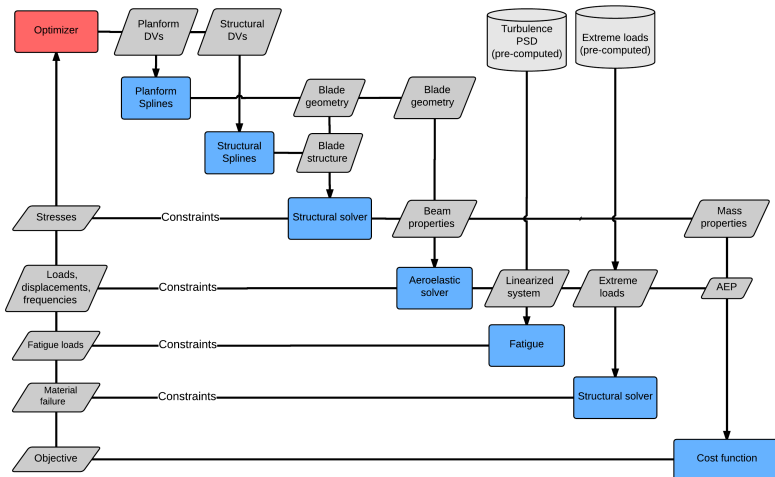 Optimizer
Planform
DVs
Structural
DVs
Turbulence
PSD
(pre-computed)
Extreme loads
(pre-computed)
Planform
Splines
Blade
geometry
Blade
geometry
Structural
Splines
Blade
structure
Stresses
Constraints
Structural solver
Beam
properties
Mass
properties
Loads,
displacements,
frequencies
Constraints
Aeroelastic
solver
Linearized
system
Extreme
loads
AEP
Fatigue loads
Constraints
Fatigue
Material
failure
Constraints
Structural solver
Objective
Cost function